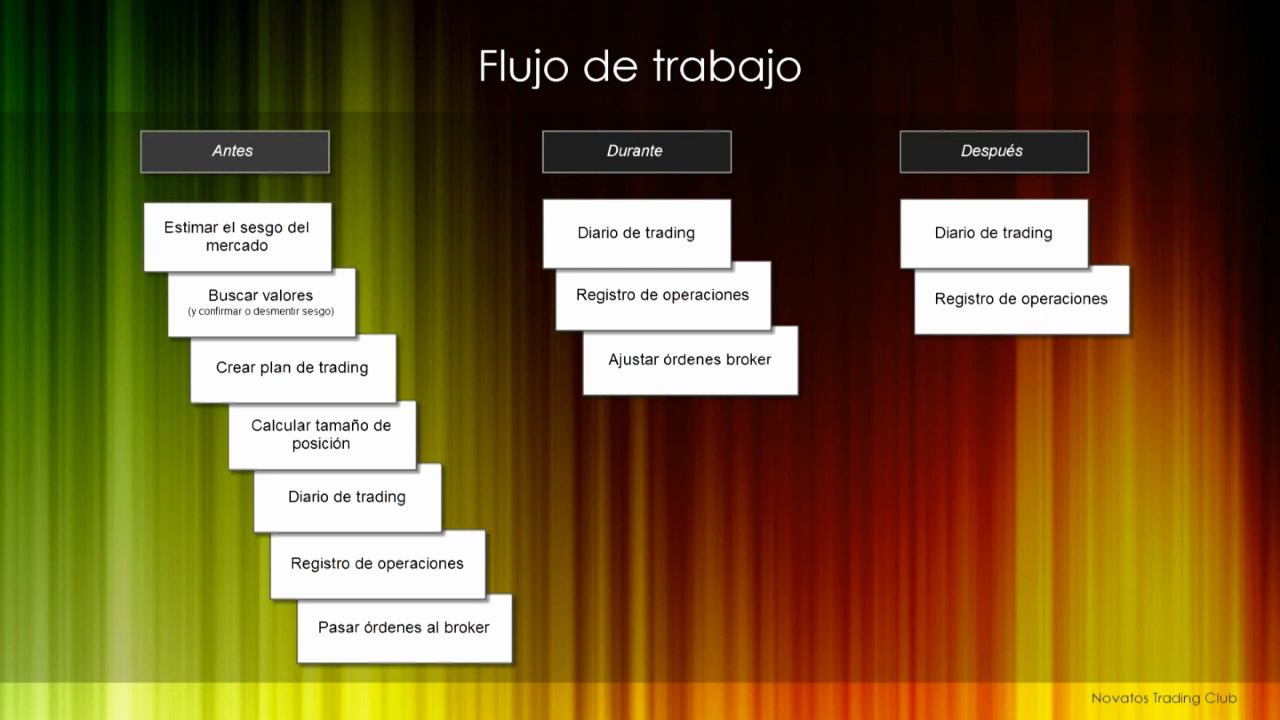 Flujo de trabajo
Antes
Estimar el sesgo del
mercado
Buscar valores
(y confirmar o desmentir sesgo)
Crear plan de trading
Calcular tamaño de
posición
Diario de trading
Registro de operaciones
Pasar órdenes al broker
Durante
Diario de trading
Registro de operaciones
Ajustar órdenes broker
Después
Diario de trading
Registro de operaciones
Novatos Trading Club